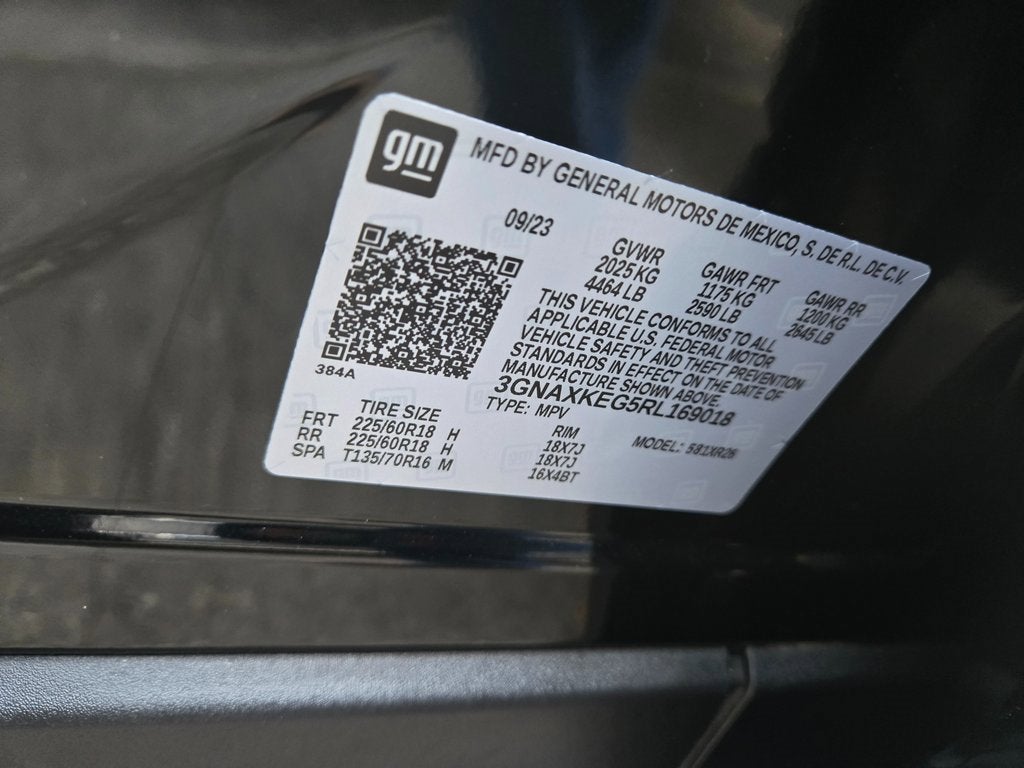 gm
MFD BY GENERAL MOTORS DE MEXICO, S. DE R.L. DE C.V.
09/23
GVWR GAWR FRT GAWR RR
2025 KG 1175 KG 1200 KG
4464 LB 2590 LB 2645 LB
THIS VEHICLE CONFORMS TO ALL
APPLICABLE U.S. FEDERAL MOTOR
VEHICLE SAFETY AND THEFT PREVENTION
STANDARDS IN EFFECT ON THE DATE OF
MANUFACTURE SHOWN ABOVE.
384A
3GNAXKEG5RL169018
TYPE: MPV
MODEL: 581XR26
TIRE SIZE RIM
FRT 225/60R18 H 18X7J
RR 225/60R18 H 18X7J
SPA T135/70R16 M 16X4BT